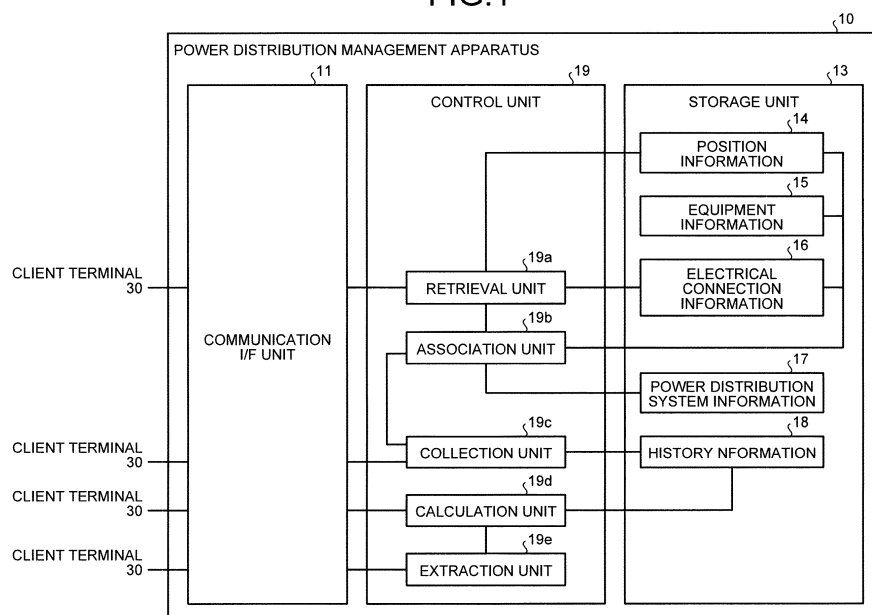 FIG.1
10
POWER DISTRIBUTION MANAGEMENT APPARATUS
11
COMMUNICATION
I/F UNIT
19
CONTROL UNIT
19a
RETRIEVAL UNIT
19b
ASSOCIATION UNIT
19c
COLLECTION UNIT
19d
CALCULATION UNIT
19e
EXTRACTION UNIT
13
STORAGE UNIT
14
POSITION
INFORMATION
15
EQUIPMENT
INFORMATION
16
ELECTRICAL
CONNECTION
INFORMATION
17
POWER DISTRIBUTION
SYSTEM INFORMATION
18
HISTORY NFORMATION
CLIENT TERMINAL
30
CLIENT TERMINAL
30
CLIENT TERMINAL
30
CLIENT TERMINAL
30